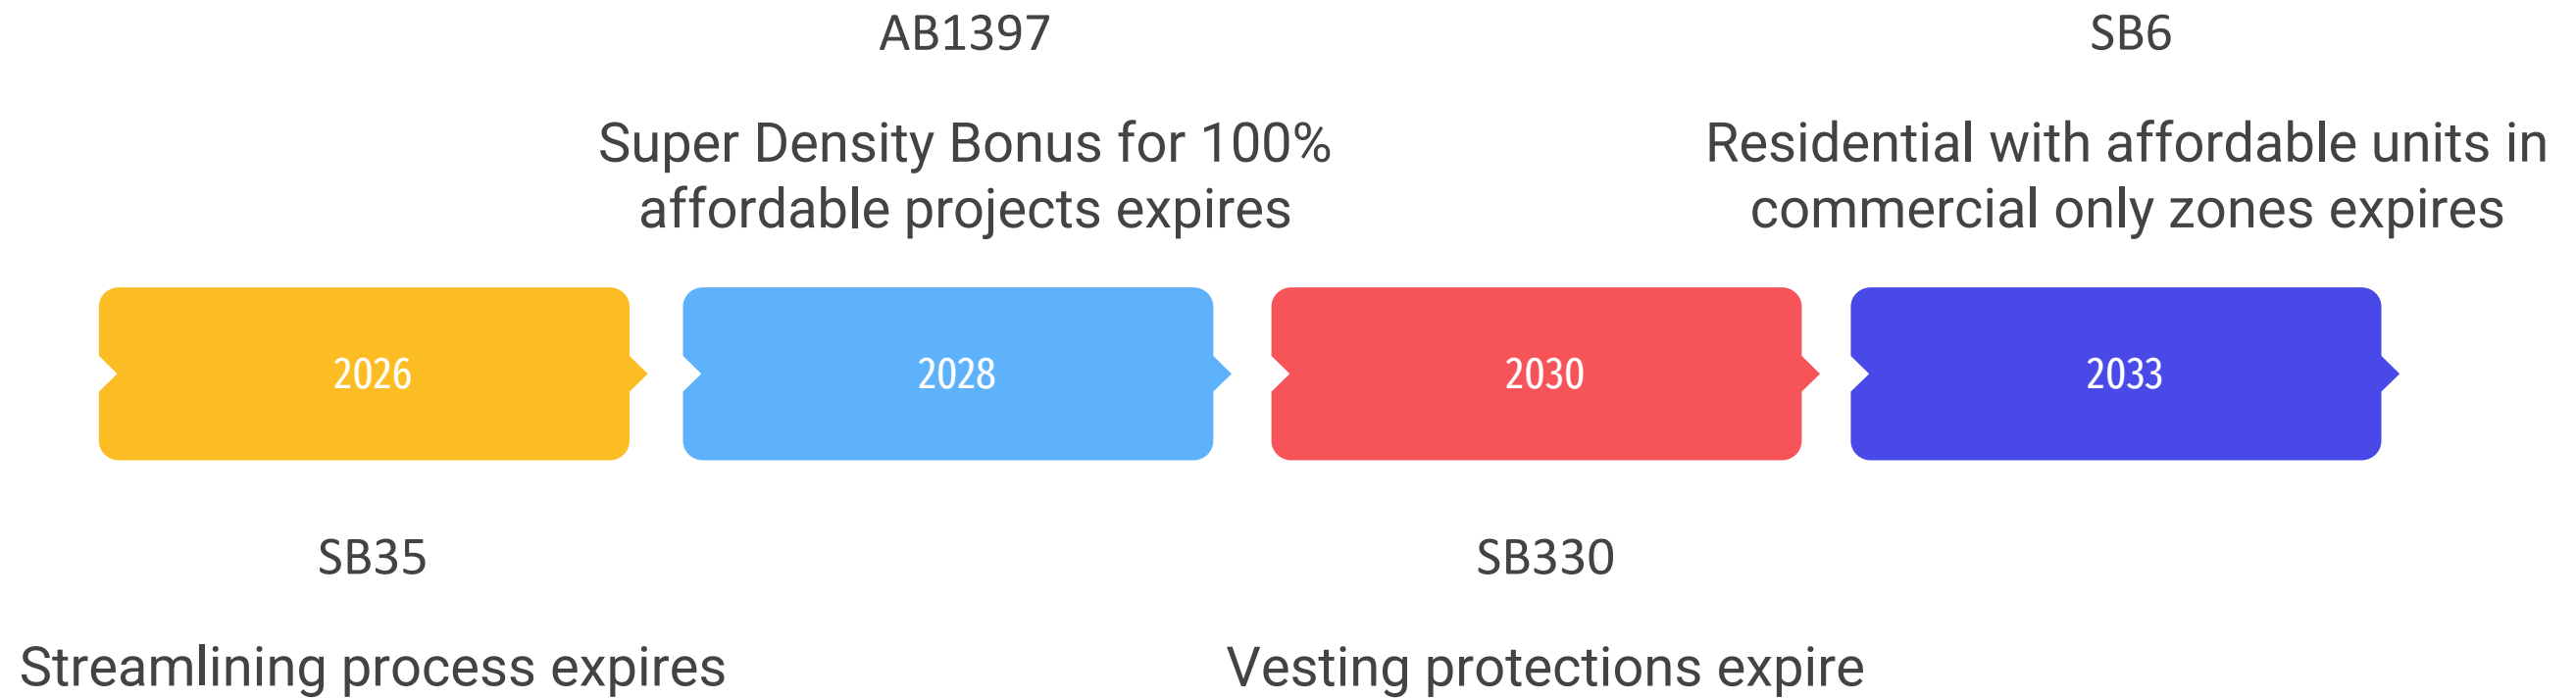 AB1397
Super Density Bonus for 100%
affordable projects expires
SB6
Residential with affordable units in
commercial only zones expires
2026
2028
2030
2033
SB35
Streamlining process expires
SB330
Vesting protections expire